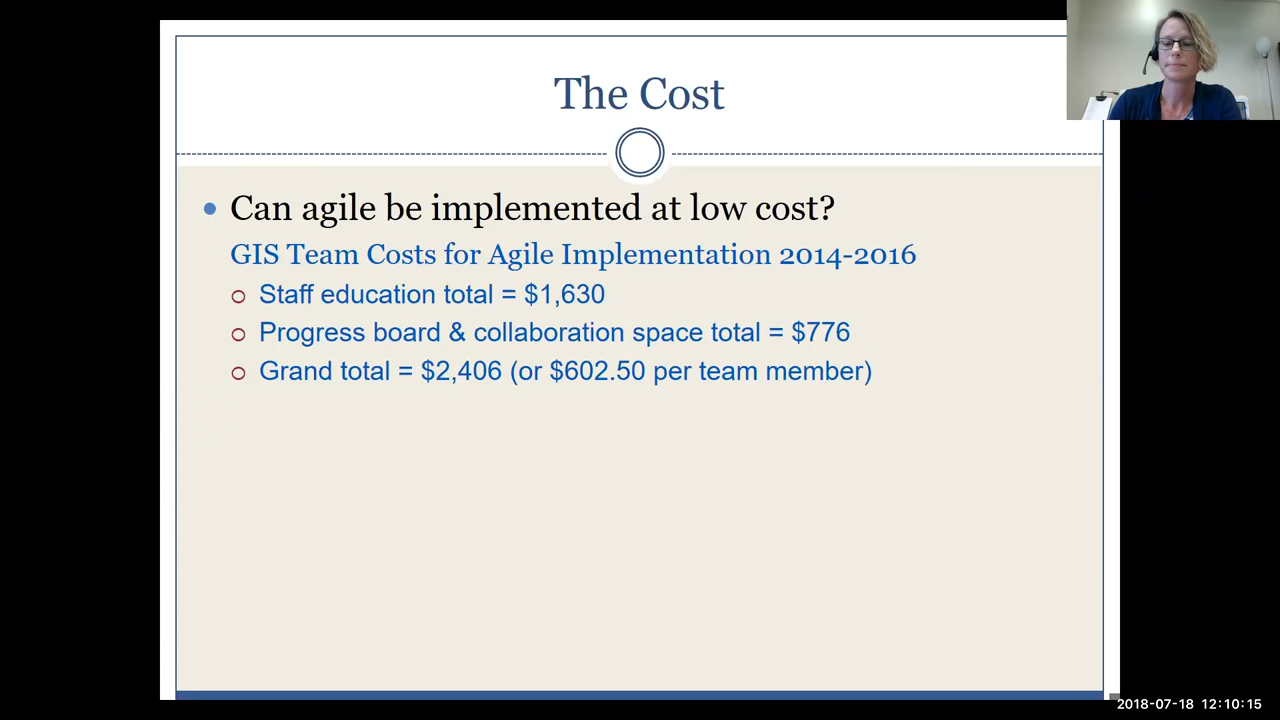 The Cost
Can agile be implemented at low cost?
GIS Team Costs for Agile Implementation 2014-2016
Staff education total = $1,630
Progress board & collaboration space total = $776
Grand total = $2,406 (or $602.50 per team member)
2018-07-18 12:10:15